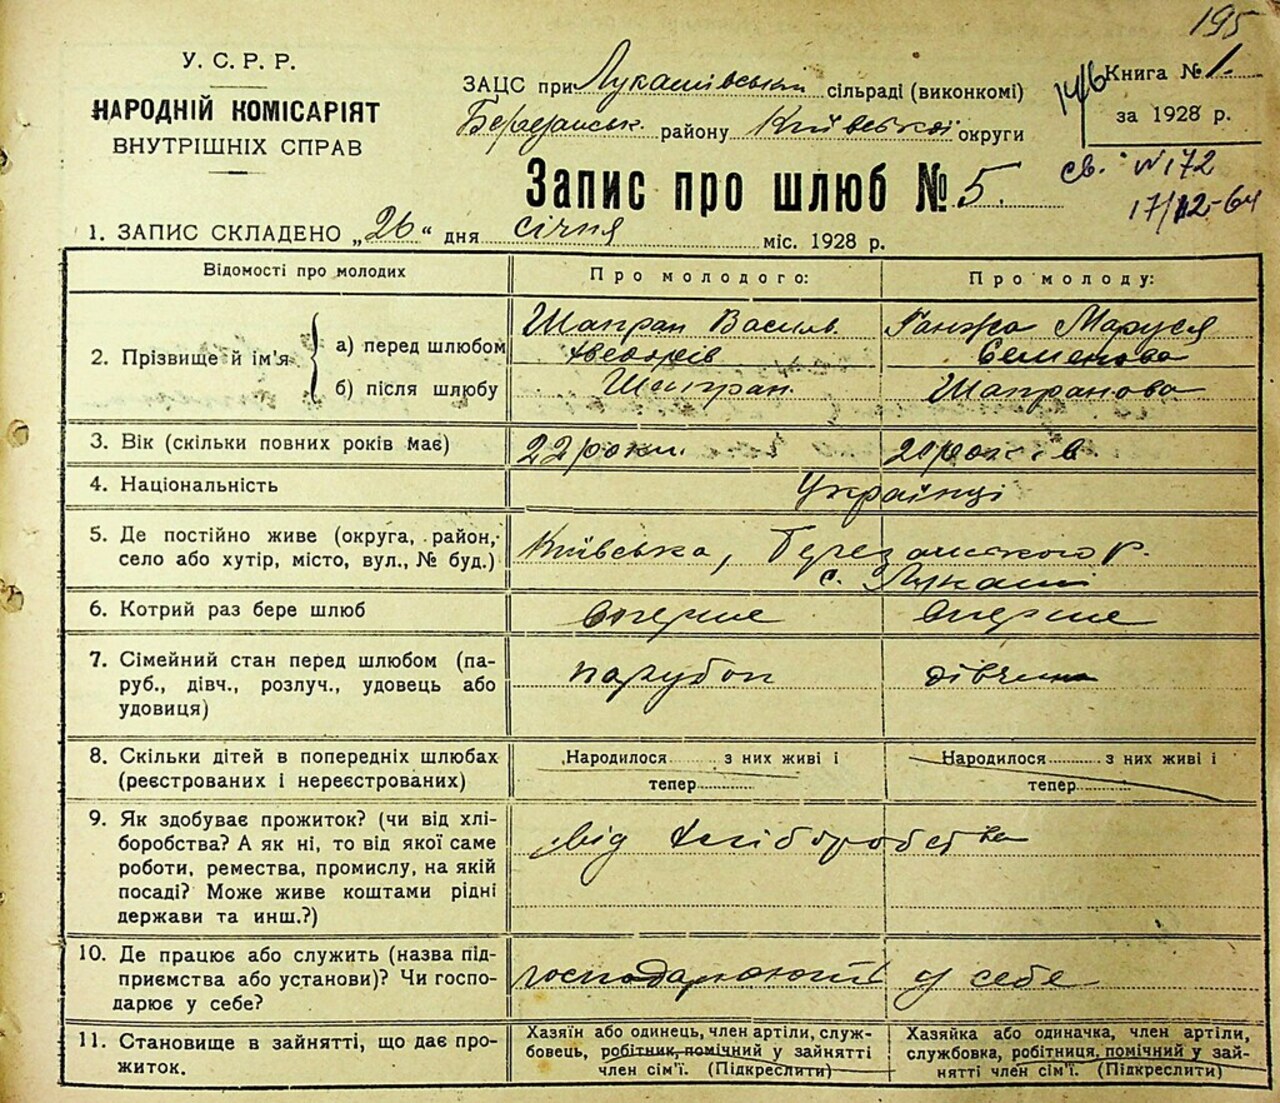 195
У. С. Р. Р.
НАРОДНІЙ КОМІСАРІЯТ
ВНУТРІШНІХ СПРАВ
ЗАЦС при Лукашівській сільраді (виконкомі)
Березанськ. району Київської округи
146
Книга № 1.
за 1928 р.
св. №172
17/12-64
Запис про шлюб № 5.
1. ЗАПИС СКЛАДЕНО „26“ дня січня міс. 1928 р.
Відомості про молодих
Про молодого:
Про молоду:
2. Прізвище й ім'я
а) перед шлюбом
Шапран Василь
Ганжа Маруся
Семенова
б) після шлюбу
Шапран.
Шапранова
3. Вік (скільки повних років має)
22 роки.
20 років.
4. Національність
Українці
5. Де постійно живе (округа, район,
село або хутір, місто, вул., № буд.)
Київська, Березанського р.
с. Лукаші
6. Котрий раз бере шлюб
вперше
вперше
7. Сімейний стан перед шлюбом (па-
руб., дівч., розлуч., удовець або
удовиця)
парубок
дівчина
8. Скільки дітей в попередніх шлюбах
(реєстрованих і нереєстрованих)
Народилося ........ з них живі і
тепер..........
Народилося ........ з них живі і
тепер..........
9. Як здобуває прожиток? (чи від хлі-
боробства? А як ні, то від якої саме
роботи, ремества, промислу, на якій
посаді? Може живе коштами рідні
держави та инш.?)
від хліборобства
10. Де працює або служить (назва під-
приємства або установи)? Чи госпо-
дарює у себе?
господарюють у себе
11. Становище в зайнятті, що дає про-
житок.
Хазяїн або одинець, член артіли, служ-
бовець, робітник, помічний у зайнятті
член сім'ї. (Підкреслити)
Хазяйка або одиначка, член артіли,
службовка, робітниця, помічний у зай-
нятті член сім'ї. (Підкреслити)